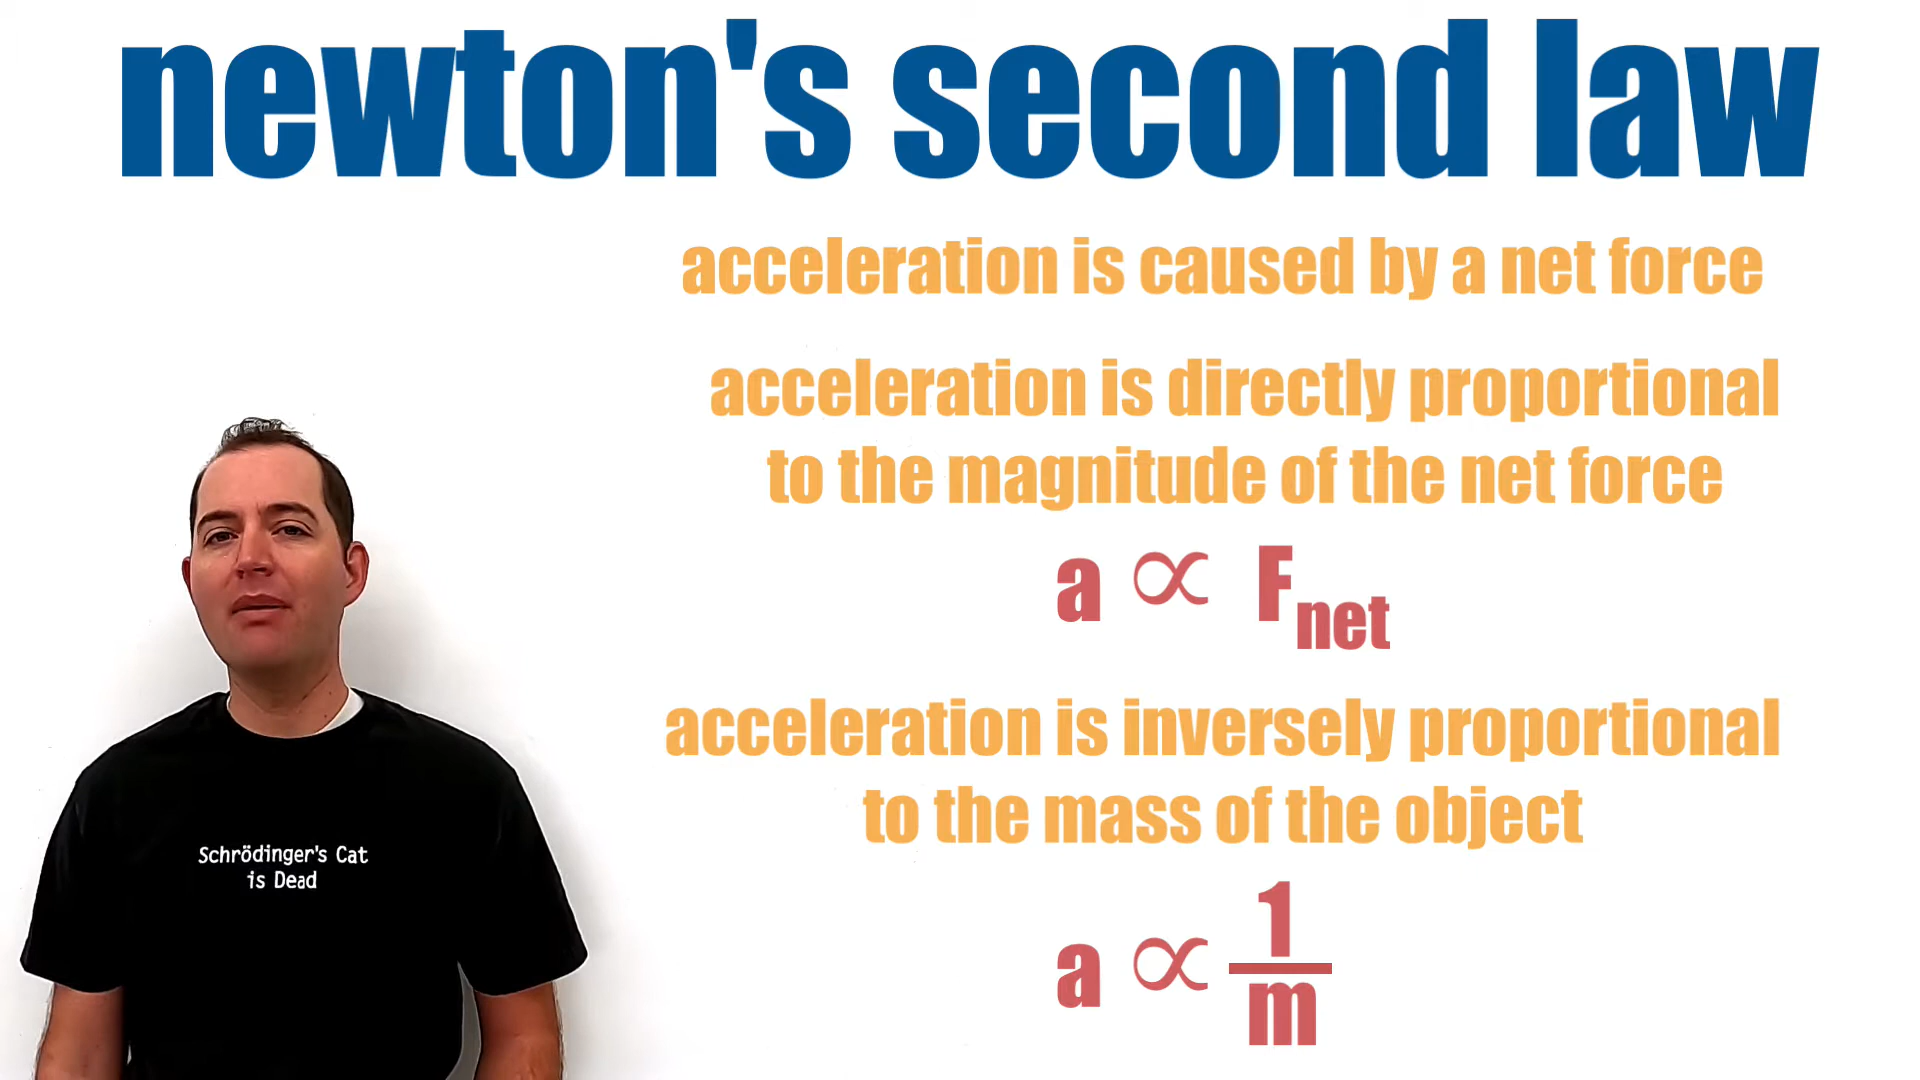 newton's second law
acceleration is caused by a net force
acceleration is directly proportional
to the magnitude of the net force
a ∝ F_net
acceleration is inversely proportional
to the mass of the object
a ∝ 1/m
Schrödinger's Cat
is Dead